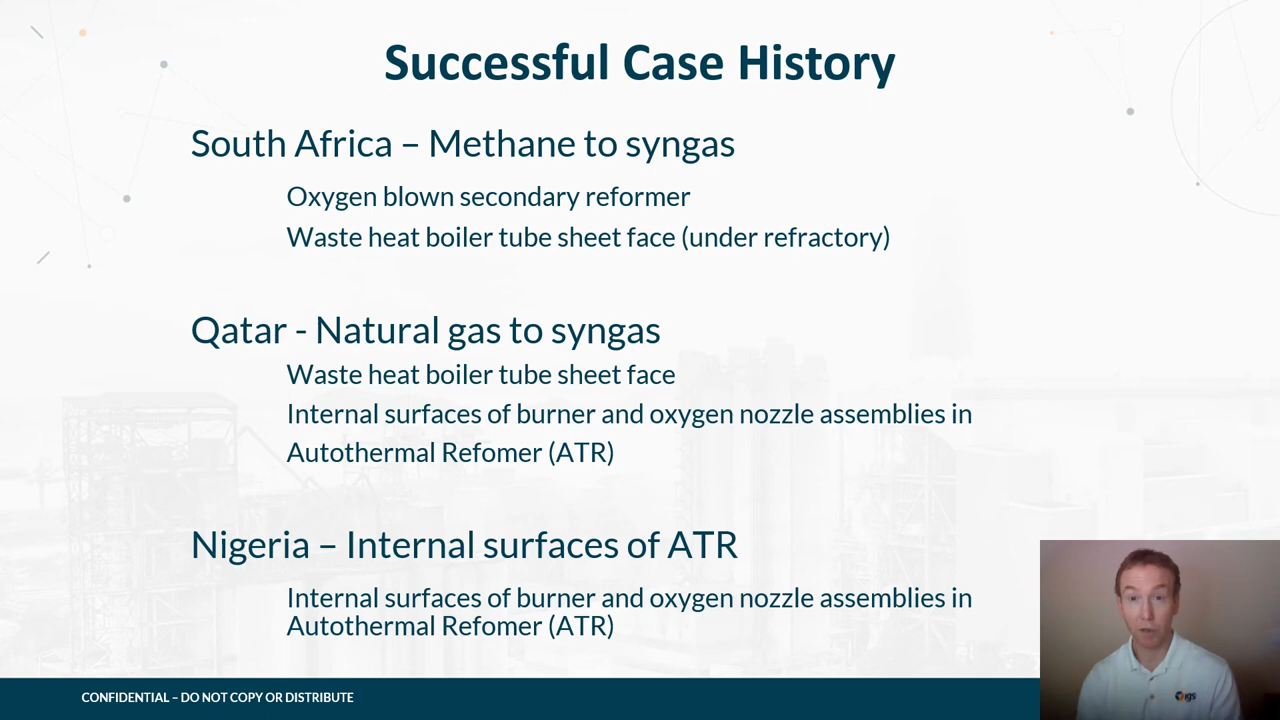 Successful Case History
South Africa – Methane to syngas
Oxygen blown secondary reformer
Waste heat boiler tube sheet face (under refractory)
Qatar - Natural gas to syngas
Waste heat boiler tube sheet face
Internal surfaces of burner and oxygen nozzle assemblies in
Autothermal Refomer (ATR)
Nigeria – Internal surfaces of ATR
Internal surfaces of burner and oxygen nozzle assemblies in
Autothermal Refomer (ATR)
CONFIDENTIAL – DO NOT COPY OR DISTRIBUTE
igs